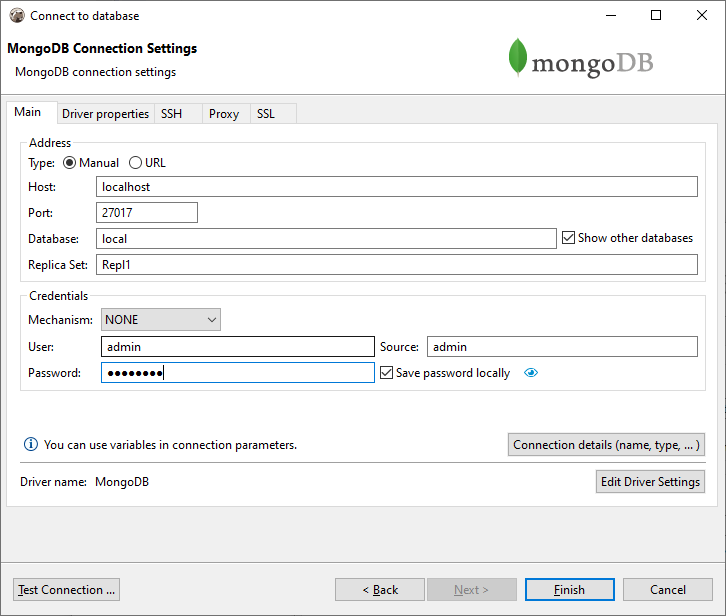 Connect to database
MongoDB Connection Settings
MongoDB connection settings
mongoDB
Main Driver properties SSH Proxy SSL
Address
Type: Manual URL
Host: localhost
Port: 27017
Database: local Show other databases
Replica Set: Repl1
Credentials
Mechanism: NONE
User: admin Source: admin
Password: ●●●●●●●● Save password locally
You can use variables in connection parameters. Connection details (name, type, ... )
Driver name: MongoDB Edit Driver Settings
Test Connection ... < Back Next > Finish Cancel